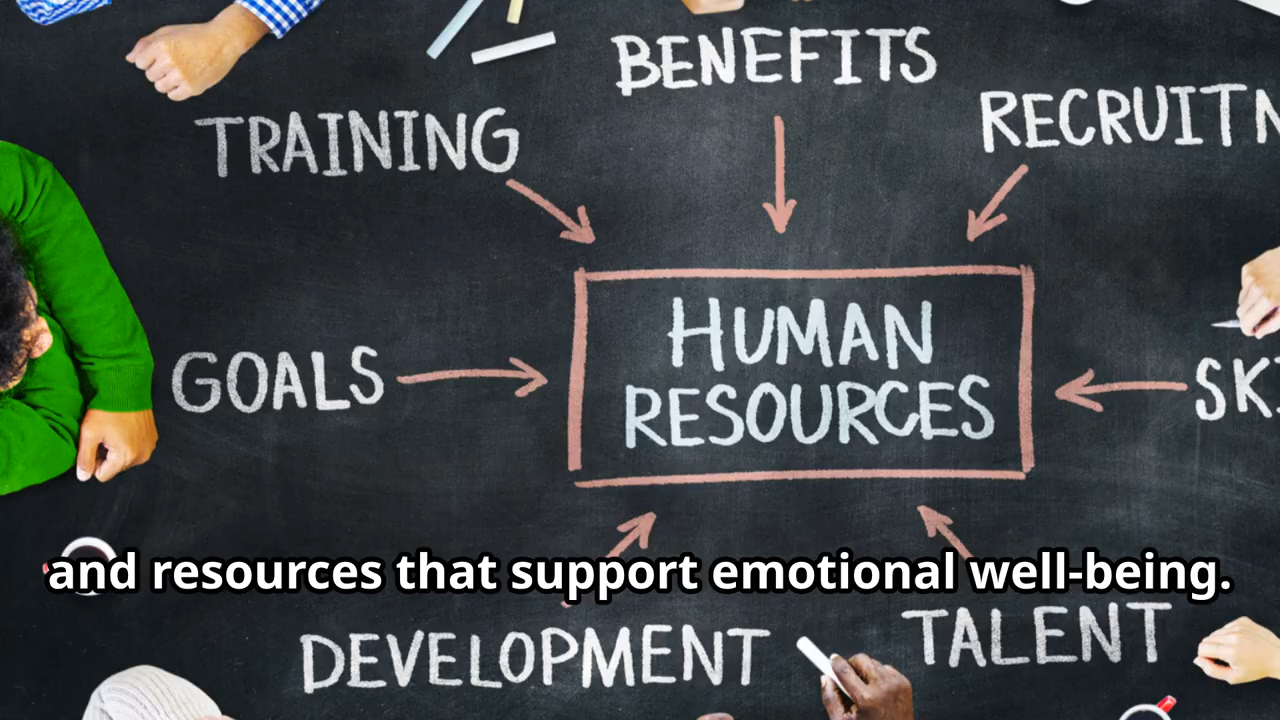 BENEFITS
TRAINING
HUMAN
RESOURCES
GOALS
and resources that support emotional well-being.
TALENT
DEVELOPMENT